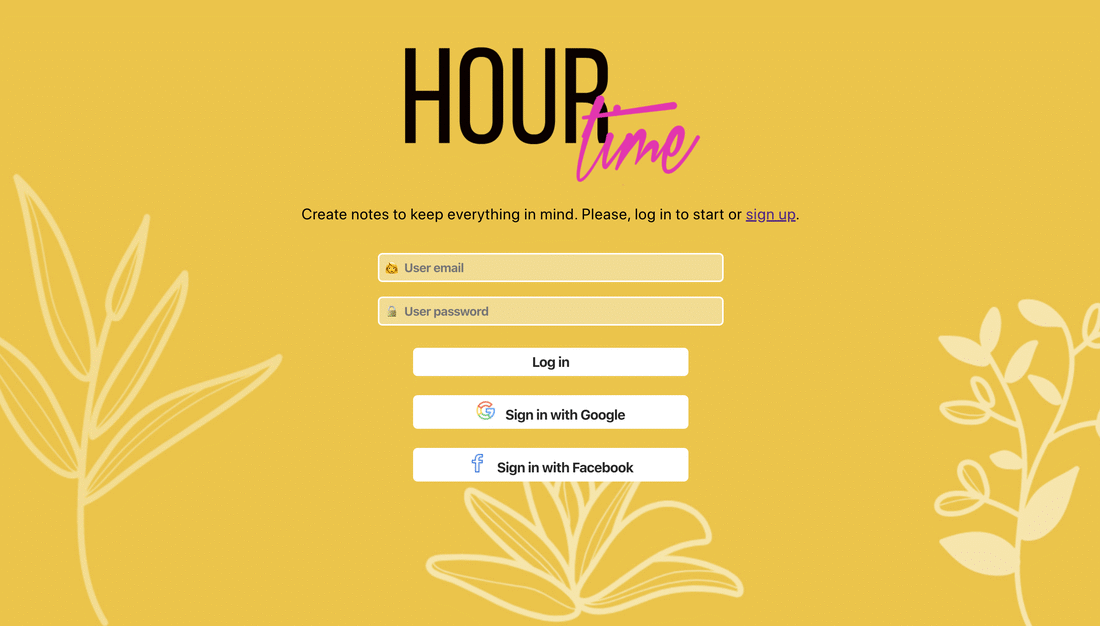 HOUR
time
Create notes to keep everything in mind. Please, log in to start or sign up.
User email
User password
Log in
Sign in with Google
Sign in with Facebook